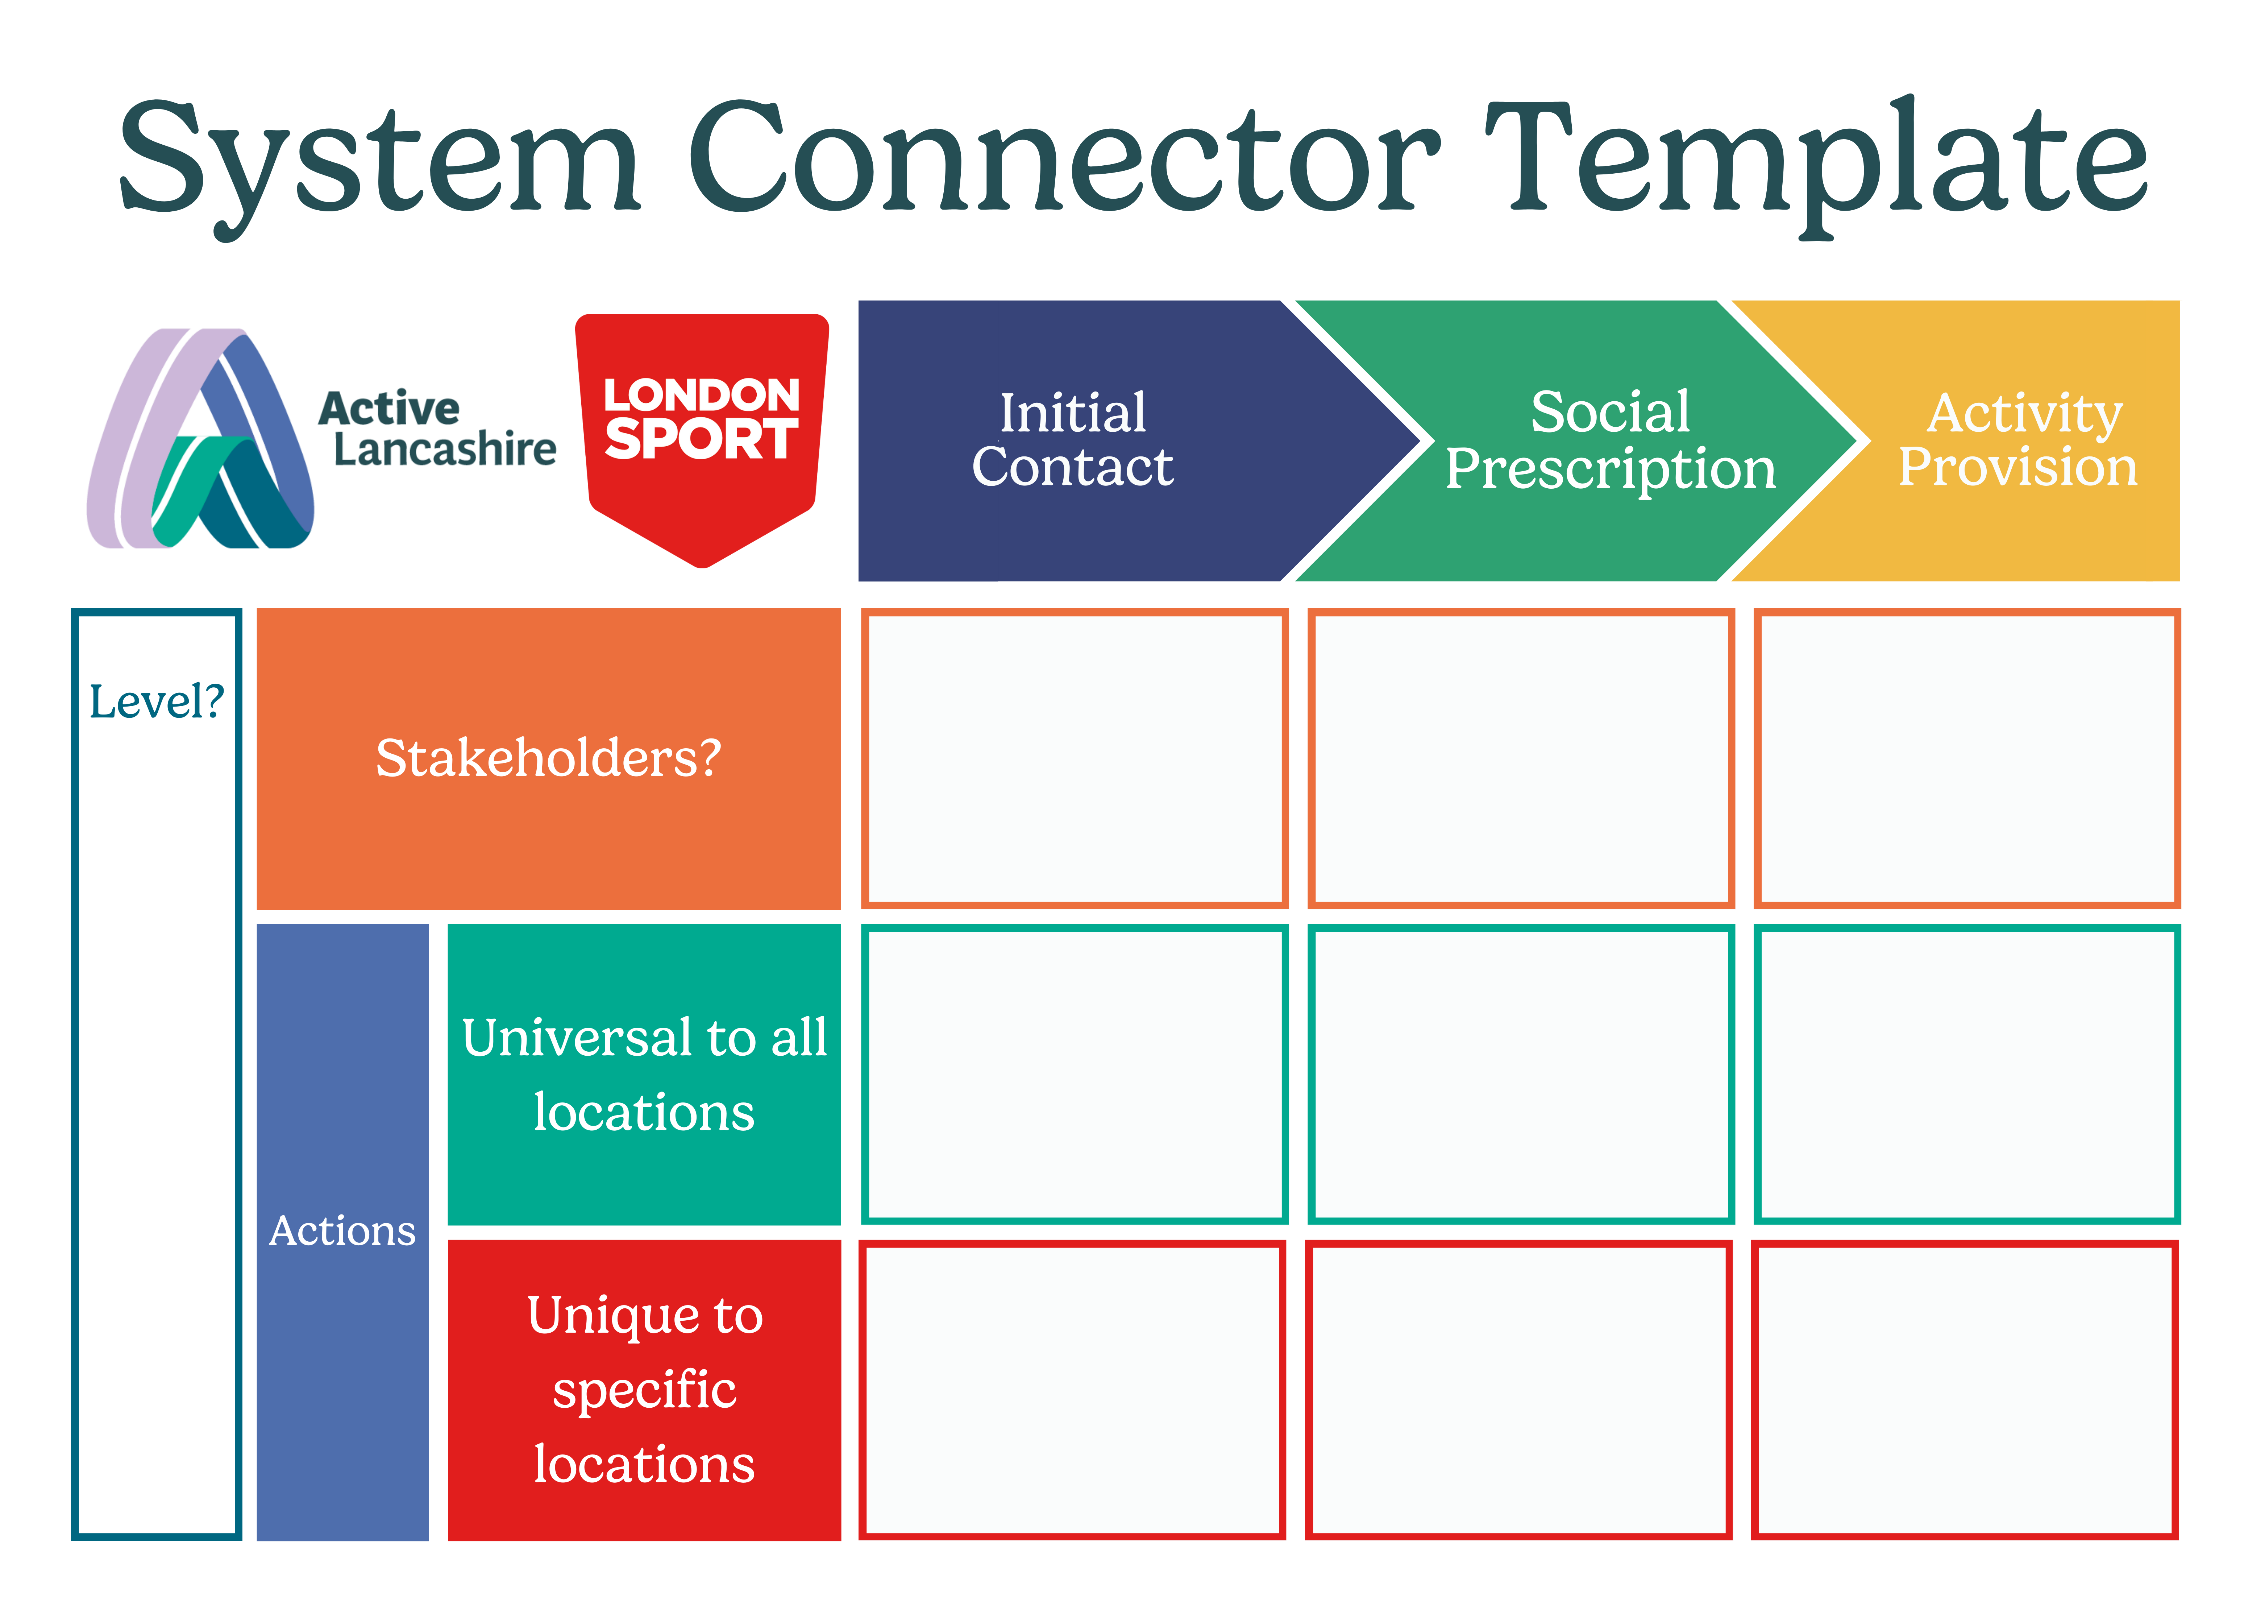 System Connector Template
Active
Lancashire
LONDON
SPORT
Initial
Contact
Social
Prescription
Activity
Provision
Level?
Stakeholders?
Actions
Universal to all
locations
Unique to
specific
locations